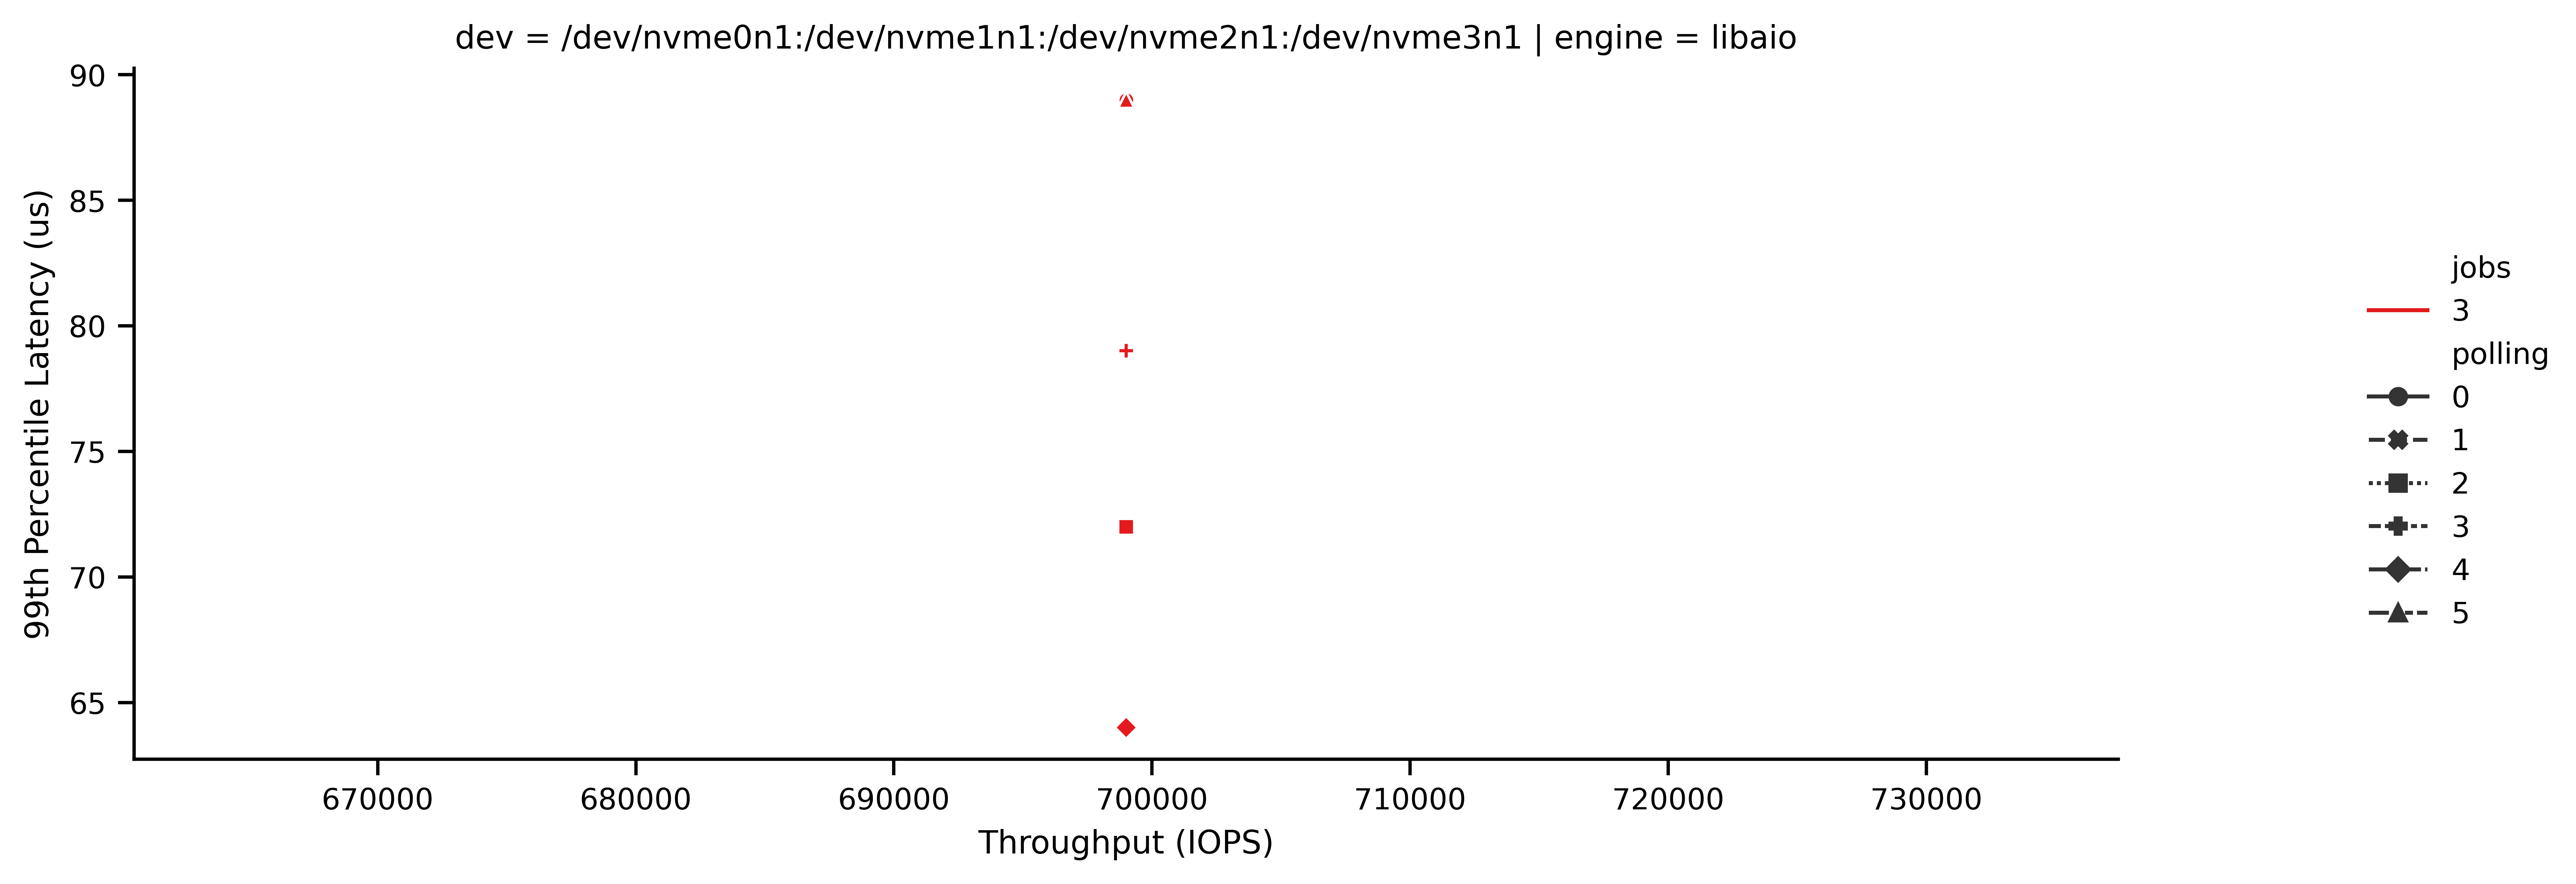 dev = /dev/nvme0n1:/dev/nvme1n1:/dev/nvme2n1:/dev/nvme3n1 | engine = libaio
90
85
80
75
70
65
99th Percentile Latency (us)
670000 680000 690000 700000 710000 720000 730000
Throughput (IOPS)
jobs
3
polling
0
1
2
3
4
5